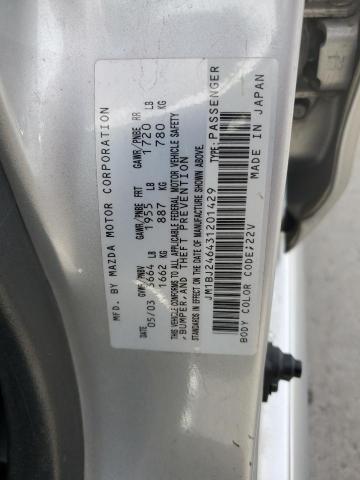 MFD. BY MAZDA MOTOR CORPORATION
DATE GVWR/PNBV GAWR/PNBE FRT GAWR/PNBE RR
05/03 3664 LB 1955 LB 1720 LB
1662 KG 887 KG 780 KG
THIS VEHICLE CONFORMS TO ALL APPLICABLE FEDERAL MOTOR VEHICLE SAFETY
,BUMPER,AND THEFT PREVENTION
STANDARDS IN EFFECT ON THE DATE OF MANUFACTURE SHOWN ABOVE.
JM1BJ246431201429 TYPE:PASSENGER
BODY COLOR CODE:22V MADE IN JAPAN